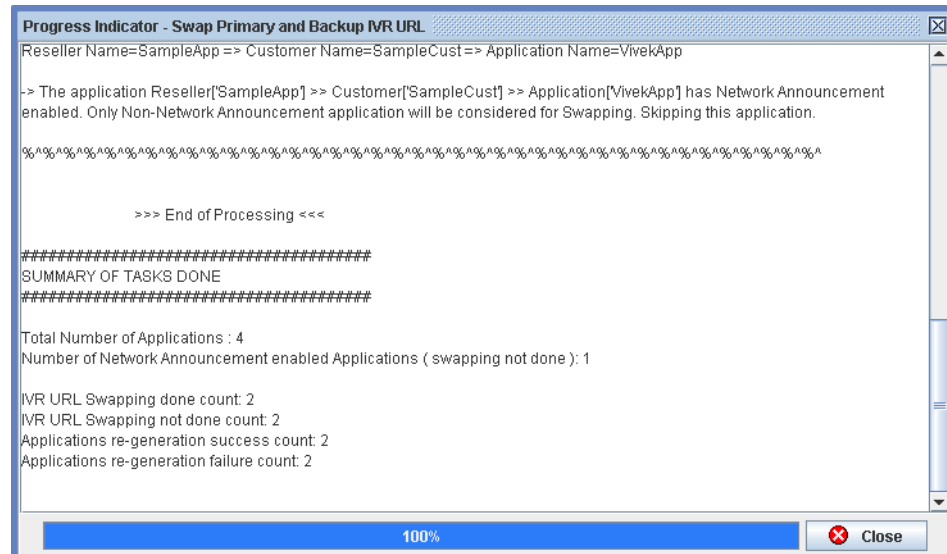 Progress Indicator - Swap Primary and Backup IVR URL
Reseller Name=SampleApp => Customer Name=SampleCust => Application Name=VivekApp
-> The application Reseller['SampleApp'] >> Customer['SampleCust'] >> Application['VivekApp'] has Network Announcement
enabled. Only Non-Network Announcement application will be considered for Swapping. Skipping this application.
%^%^%^%^%^%^%^%^%^%^%^%^%^%^%^%^%^%^%^%^%^%^%^%^%^%^%^%^%^%^%^%^%^%^%^%^%^%^%^
>>> End of Processing <<<
######################################
SUMMARY OF TASKS DONE
######################################
Total Number of Applications : 4
Number of Network Announcement enabled Applications ( swapping not done ): 1
IVR URL Swapping done count: 2
IVR URL Swapping not done count: 2
Applications re-generation success count: 2
Applications re-generation failure count: 2
100%
Close